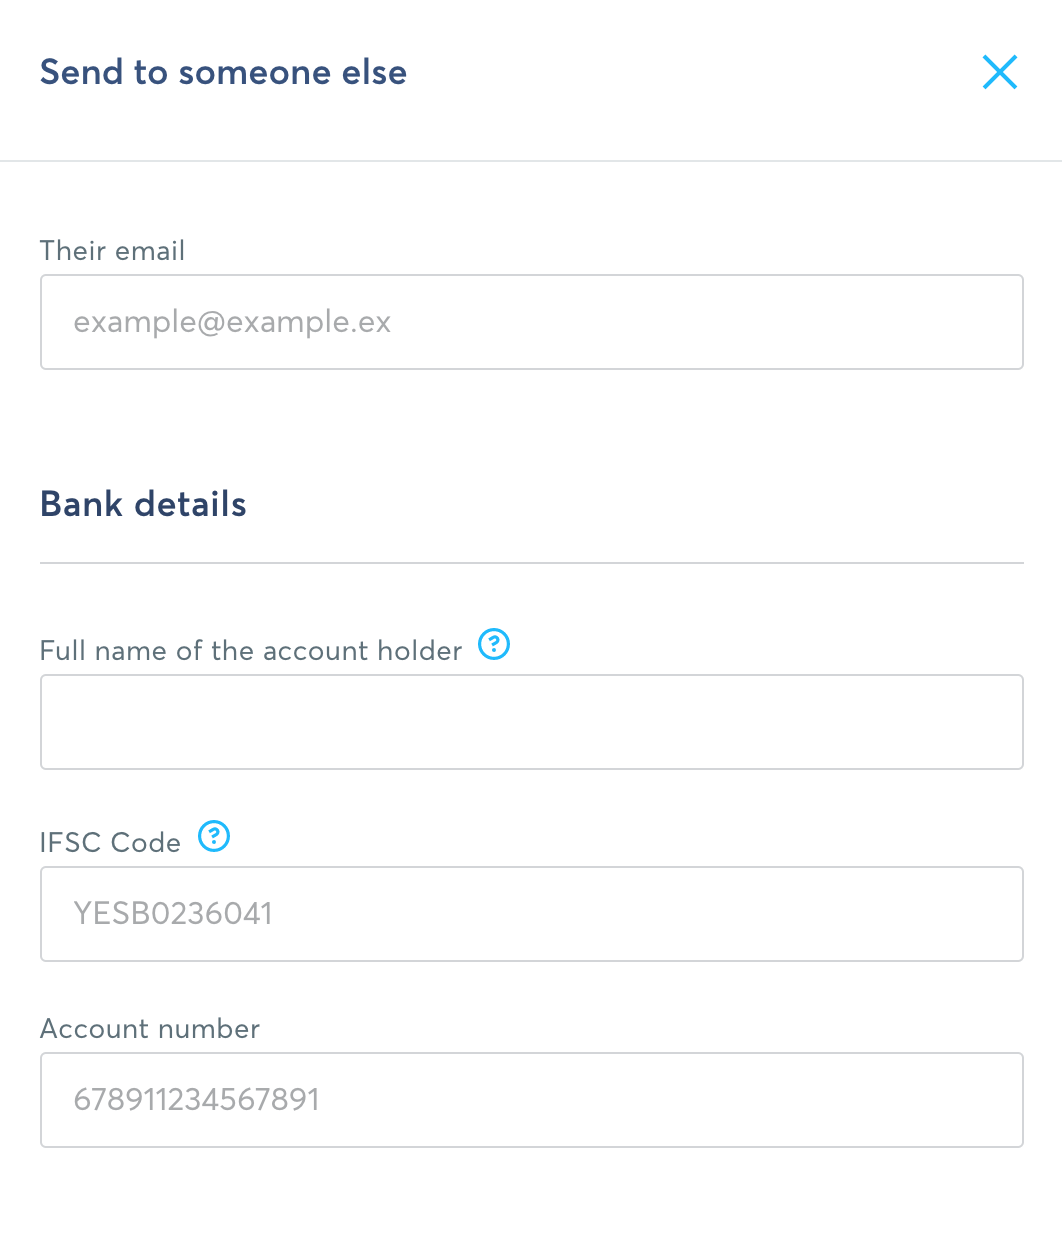 Send to someone else
Their email
example@example.ex
Bank details
Full name of the account holder ?
IFSC Code ?
YESB0236041
Account number
678911234567891